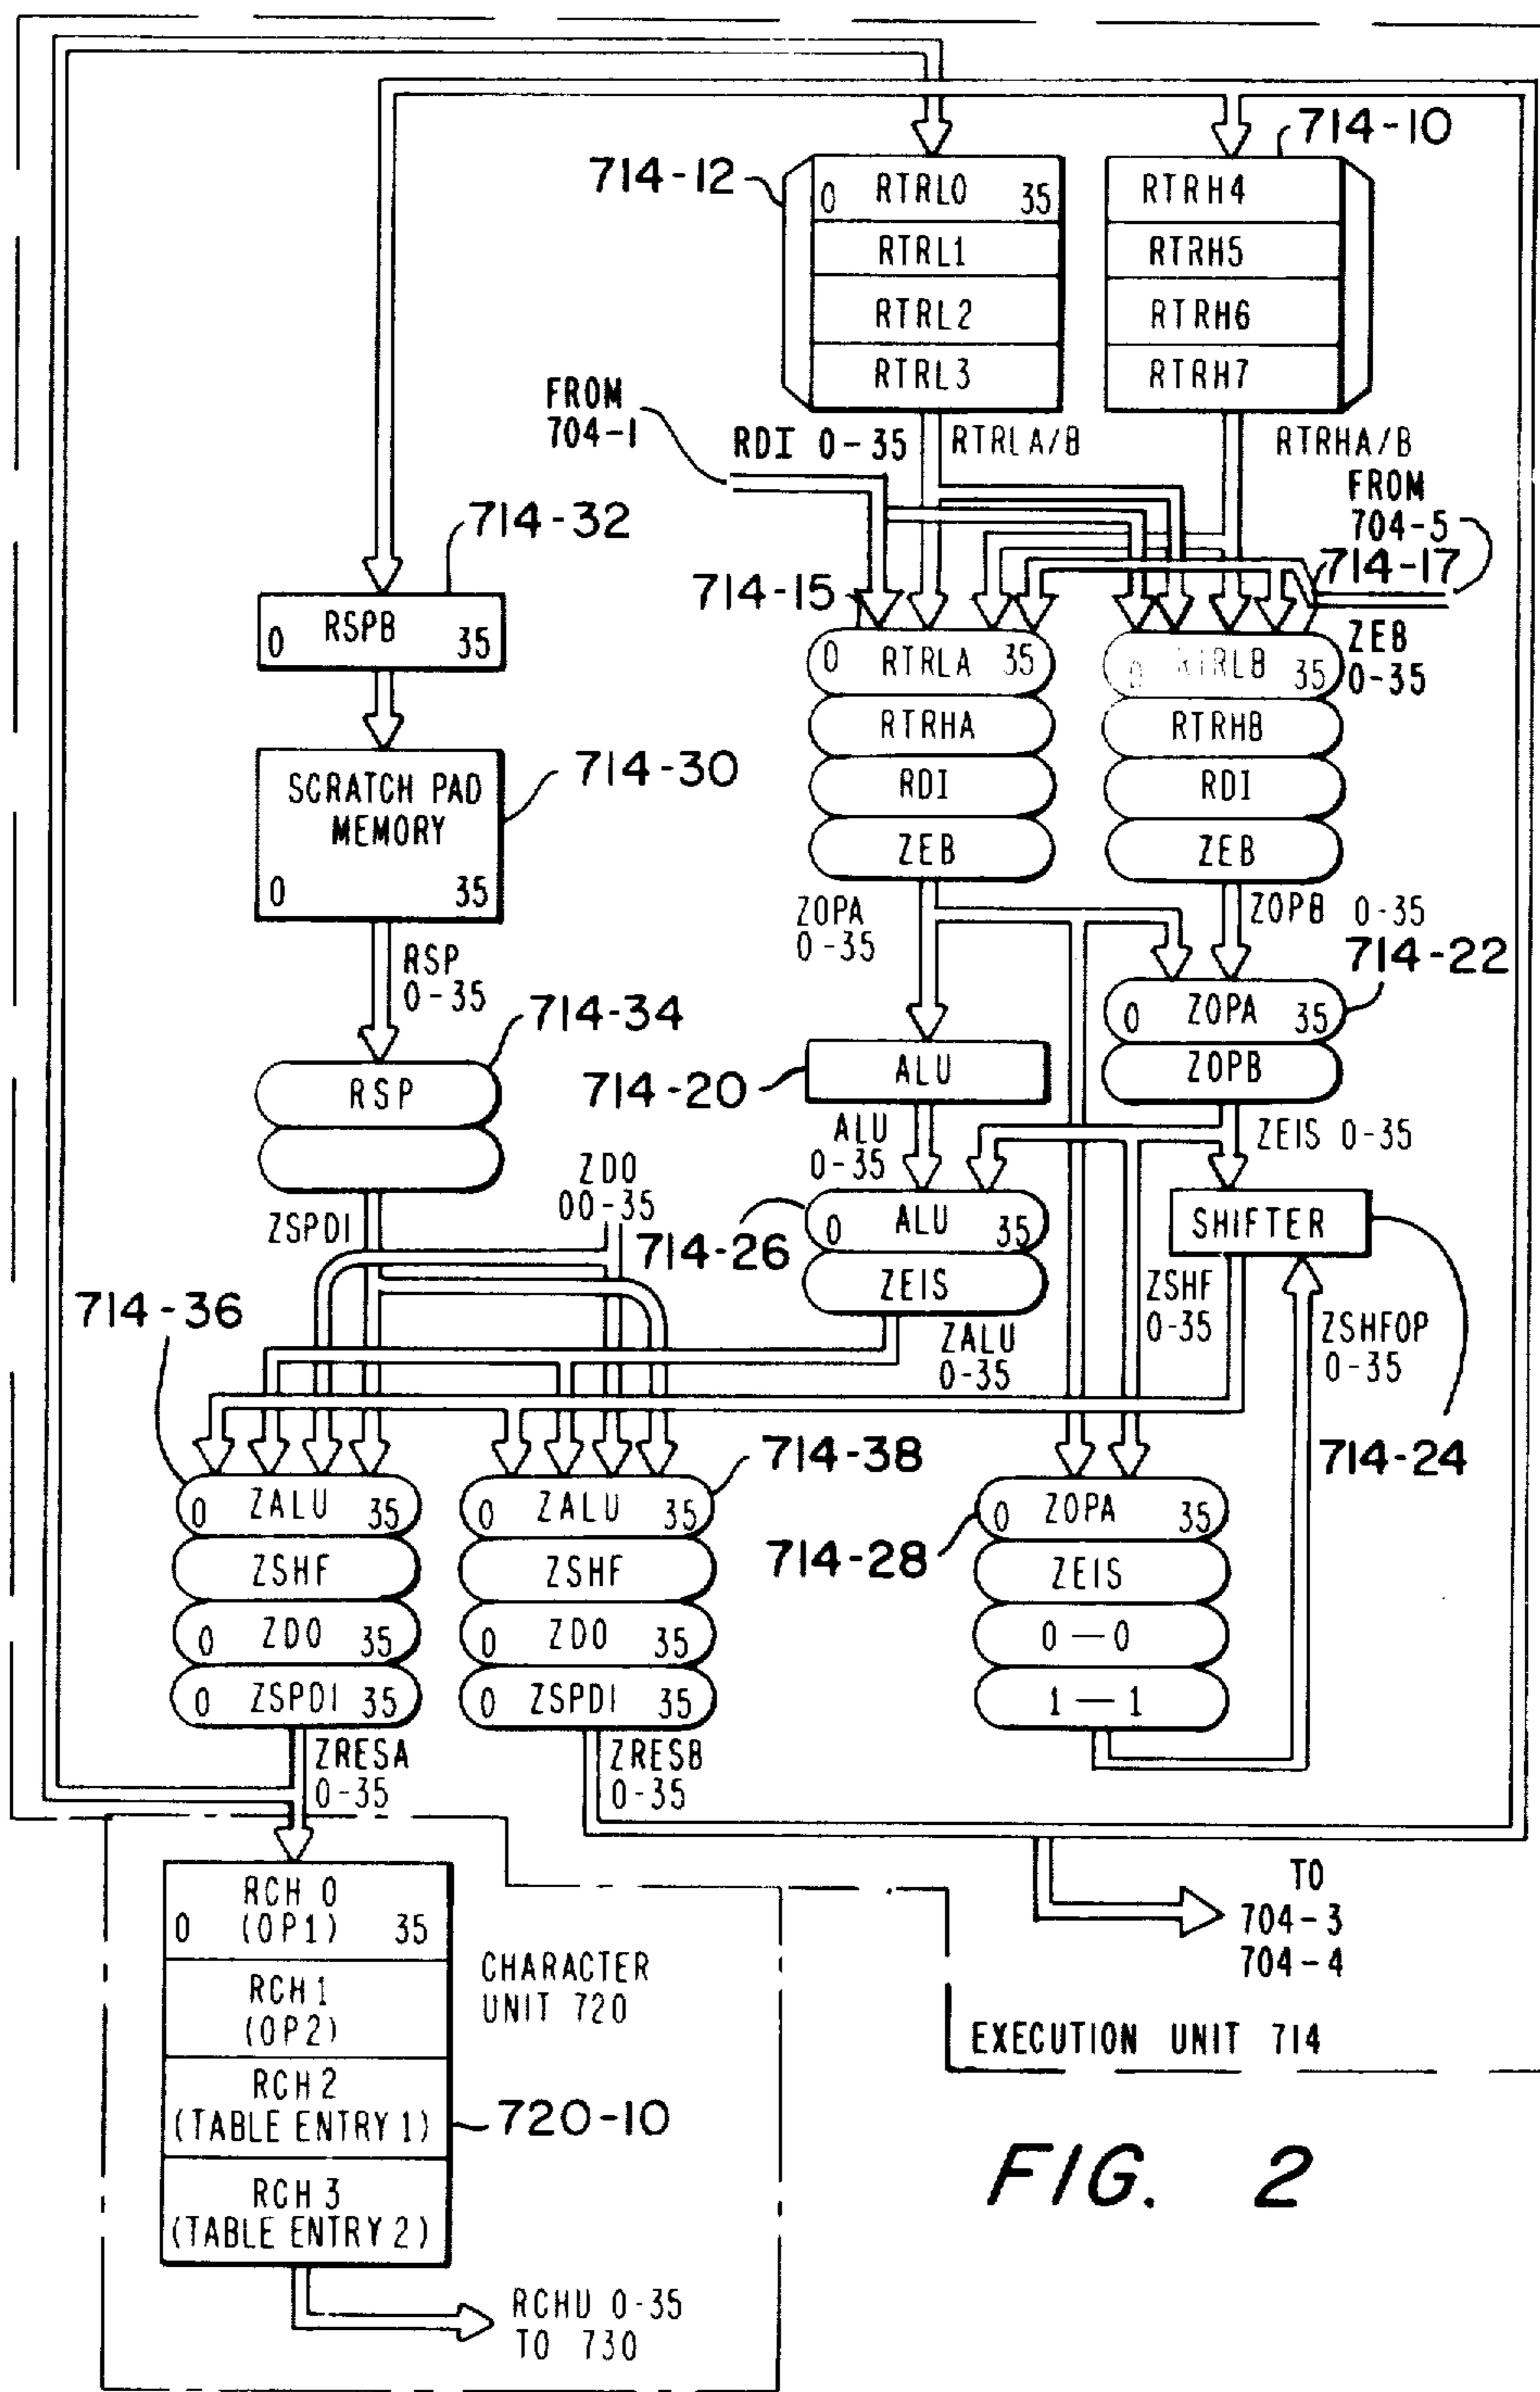 714-10
714-12
0 RTRL0 35
RTRL1
RTRL2
RTRL3
RTRH4
RTRH5
RTRH6
RTRH7
FROM
704-1
RDI 0-35
RTRLA/B
RTRHA/B
FROM
704-5
714-17
714-32
714-15
0 RSPB 35
0 RTRLA 35
RTRHA
RDI
ZEB
0 RTRLB 35
RTRHB
RDI
ZEB
ZEB
0-35
SCRATCH PAD
MEMORY
0 35
714-30
ZOPA
0-35
ZOPB 0-35
714-22
RSP
0-35
714-34
RSP
0 ZOPA 35
ZOPB
714-20
ALU
ALU
0-35
ZEIS 0-35
ZDO
00-35
ZSPDI
714-26
0 ALU 35
ZEIS
SHIFTER
714-36
ZALU
0-35
ZSHF
0-35
ZSHFOP
0-35
714-38
714-24
0 ZALU 35
ZSHF
0 ZDO 35
0 ZSPDI 35
0 ZALU 35
ZSHF
0 ZDO 35
0 ZSPDI 35
714-28
0 ZOPA 35
ZEIS
0—0
1—1
ZRESA
0-35
ZRESB
0-35
RCH 0
0 (OP1) 35
RCH 1
(OP2)
RCH 2
(TABLE ENTRY 1)
RCH 3
(TABLE ENTRY 2)
CHARACTER
UNIT 720
720-10
TO
704-3
704-4
EXECUTION UNIT 714
RCHU 0-35
TO 730
FIG. 2